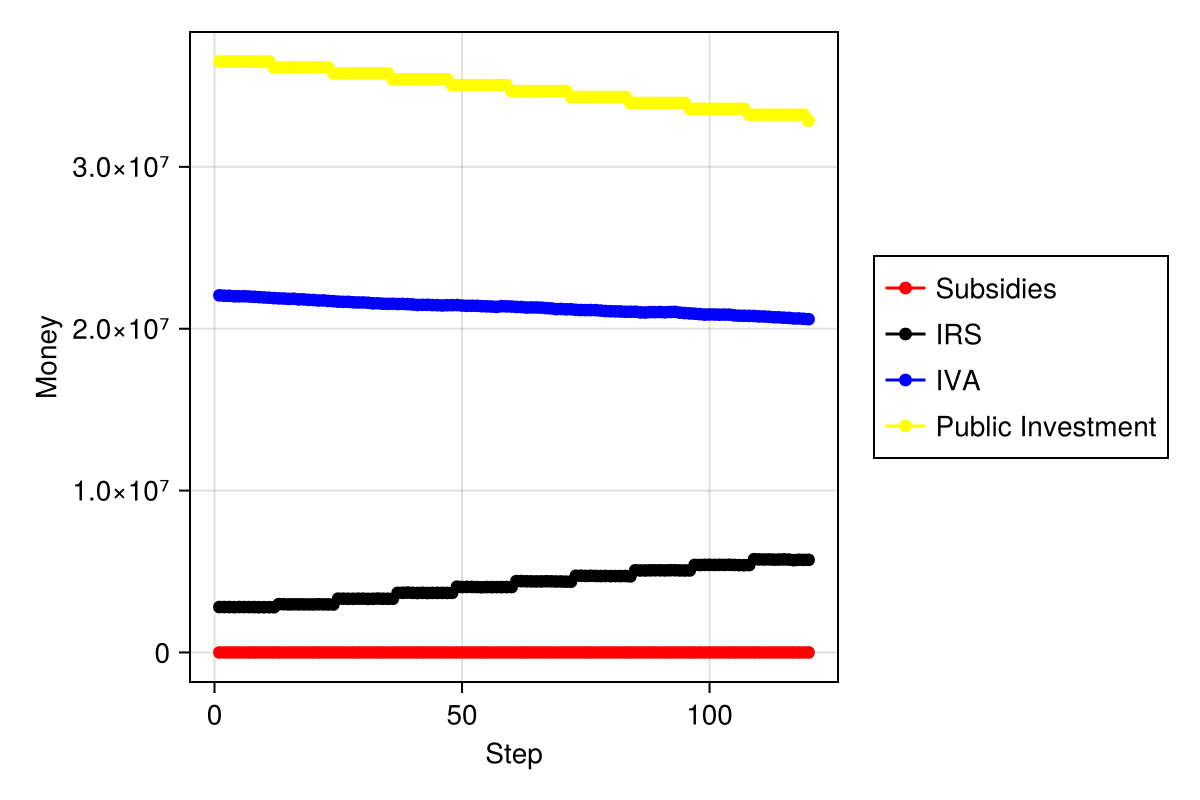 3.0×10⁷
2.0×10⁷
1.0×10⁷
0
Money
0
50
100
Step
Subsidies
IRS
IVA
Public Investment